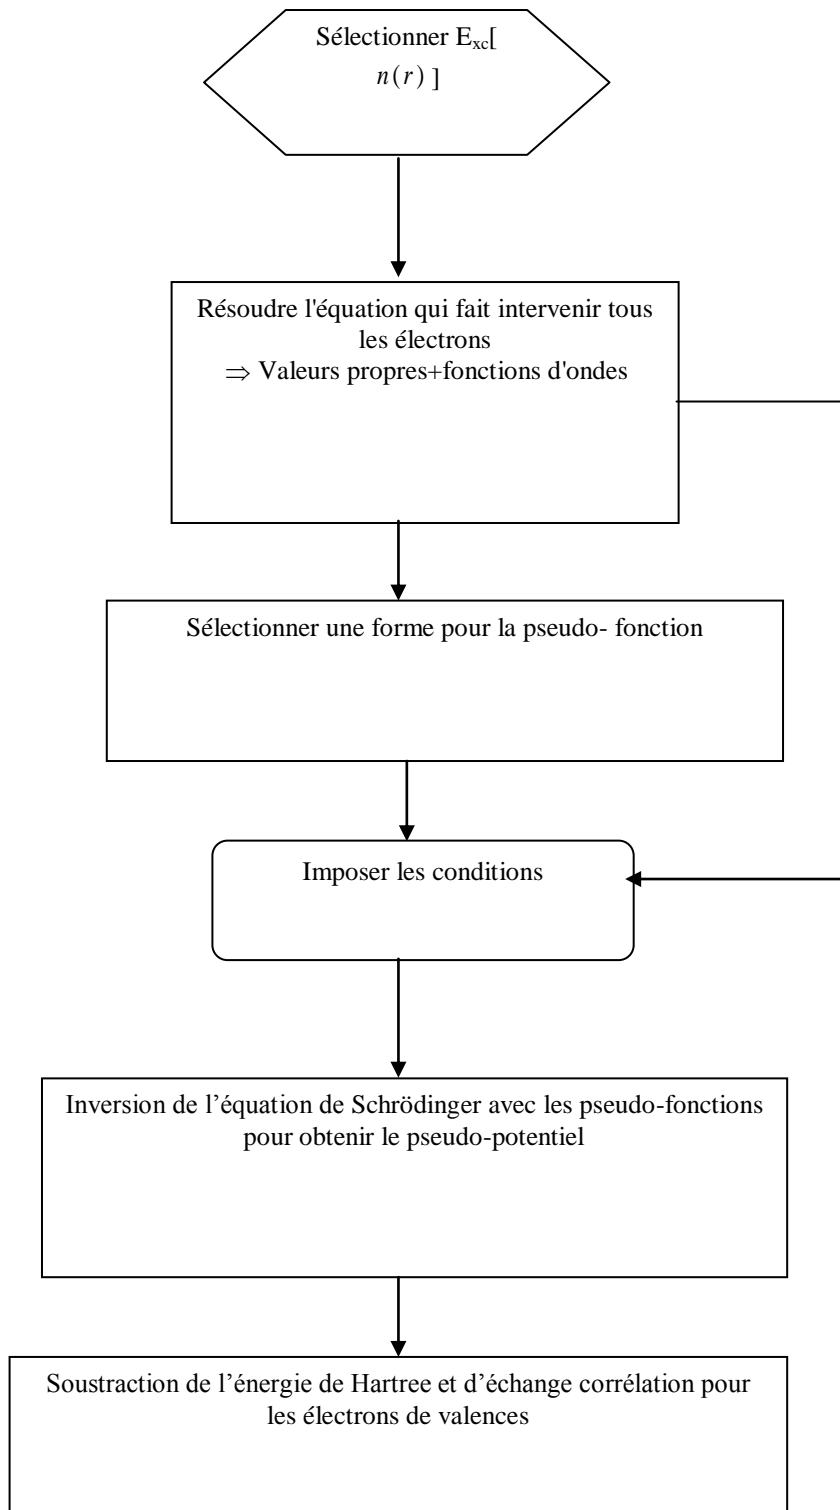 Sélectionner Exc[
n(r) ]
Résoudre l'équation qui fait intervenir tous
les électrons
⇒ Valeurs propres+fonctions d'ondes
Sélectionner une forme pour la pseudo- fonction
Imposer les conditions
Inversion de l’équation de Schrödinger avec les pseudo-fonctions
pour obtenir le pseudo-potentiel
Soustraction de l’énergie de Hartree et d’échange corrélation pour
les électrons de valences